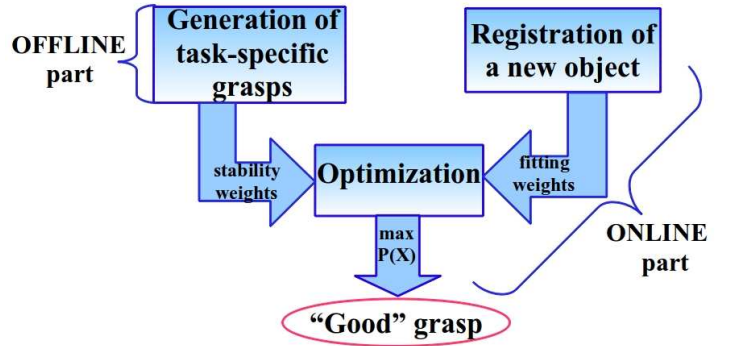 OFFLINE
part
Generation of
task-specific
grasps
Registration of
a new object
stability
weights
Optimization
fitting
weights
max
P(X)
ONLINE
part
“Good” grasp